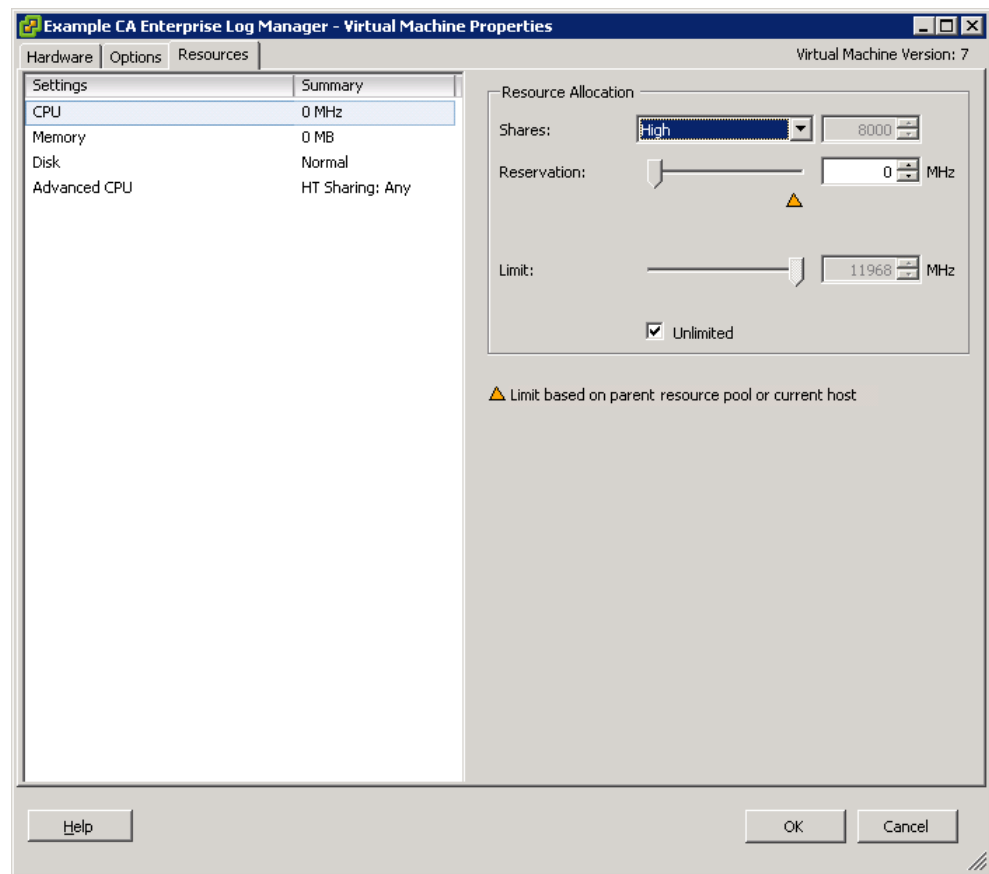 Example CA Enterprise Log Manager - Virtual Machine Properties
Hardware Options Resources Virtual Machine Version: 7
Settings Summary
CPU 0 MHz
Memory 0 MB
Disk Normal
Advanced CPU HT Sharing: Any
Resource Allocation
Shares: High 8000
Reservation: 0 MHz
Limit: 11968 MHz
Unlimited
Limit based on parent resource pool or current host
Help OK Cancel